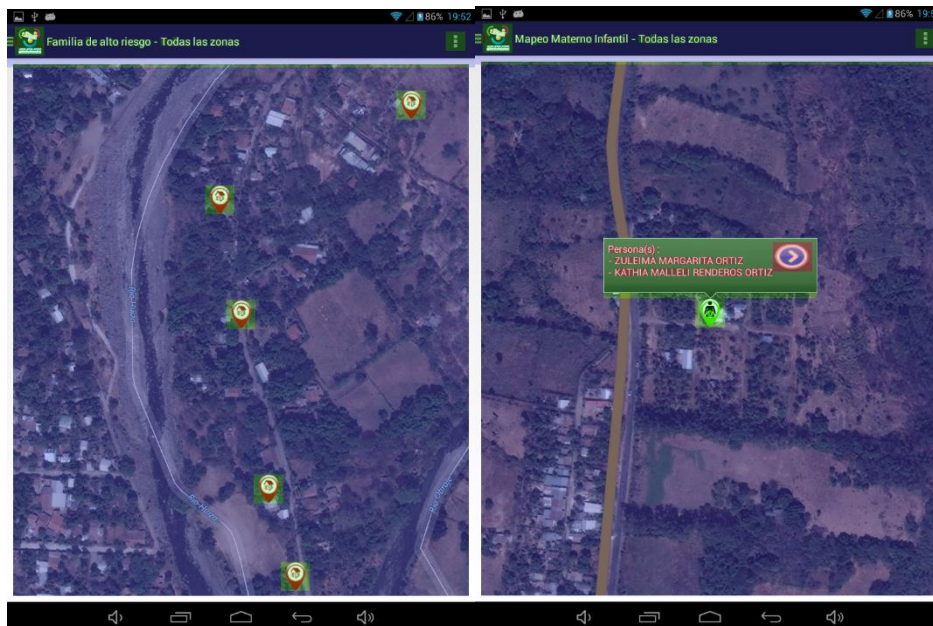 86% 19:52
Familia de alto riesgo - Todas las zonas
86% 19:5
Mapeo Materno Infantil - Todas las zonas
Persona(s) :
- ZULEIMA MARGARITA ORTIZ
- KATHIA MALLELI RENDEROS ORTIZ